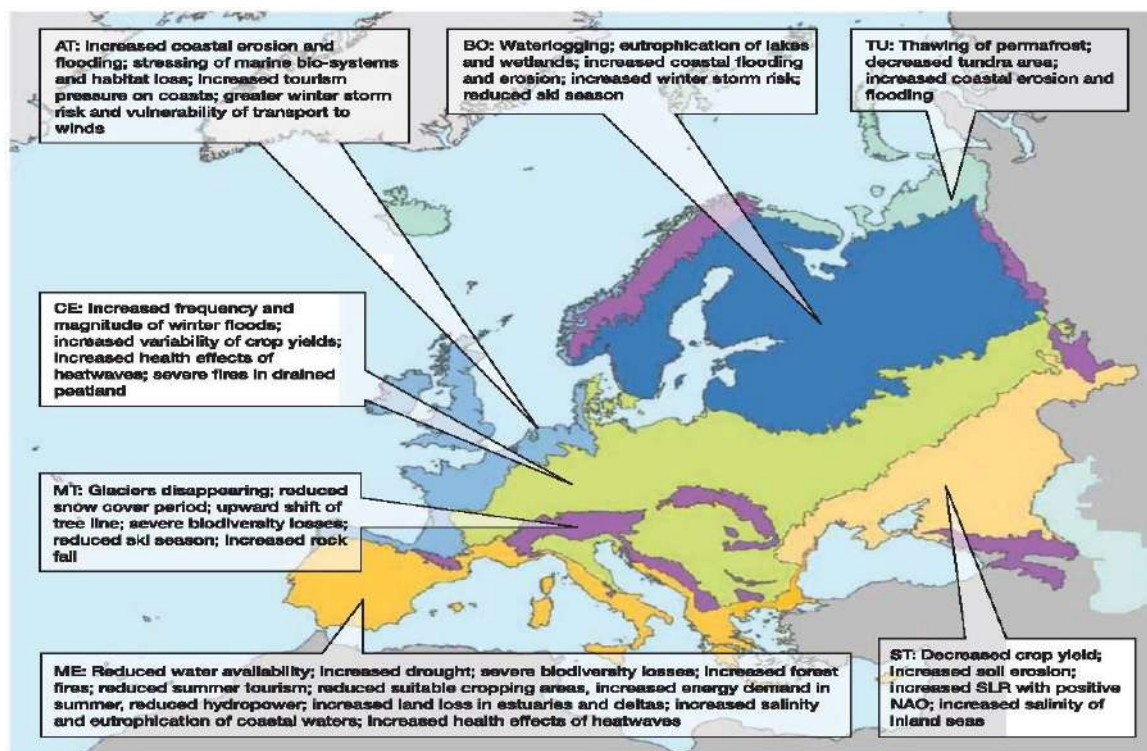 AT: Increased coastal erosion and
flooding; stressing of marine bio-systems
and habitat loss; increased tourism
pressure on coasts; greater winter storm
risk and vulnerability of transport to
winds
BO: Waterlogging; eutrophication of lakes
and wetlands; increased coastal flooding
and erosion; increased winter storm risk;
reduced ski season
TU: Thawing of permafrost;
decreased tundra area;
increased coastal erosion and
flooding
CE: Increased frequency and
magnitude of winter floods;
increased variability of crop yields;
increased health effects of
heatwaves; severe fires in drained
peatland
MT: Glaciers disappearing; reduced
snow cover period; upward shift of
tree line; severe biodiversity losses;
reduced ski season; increased rock
fall
ME: Reduced water availability; increased drought; severe biodiversity losses; increased forest
fires; reduced summer tourism; reduced suitable cropping areas, increased energy demand in
summer, reduced hydropower; increased land loss in estuaries and deltas; increased salinity
and eutrophication of coastal waters; increased health effects of heatwaves
ST: Decreased crop yield;
increased soil erosion;
increased SLR with positive
NAO; increased salinity of
inland seas